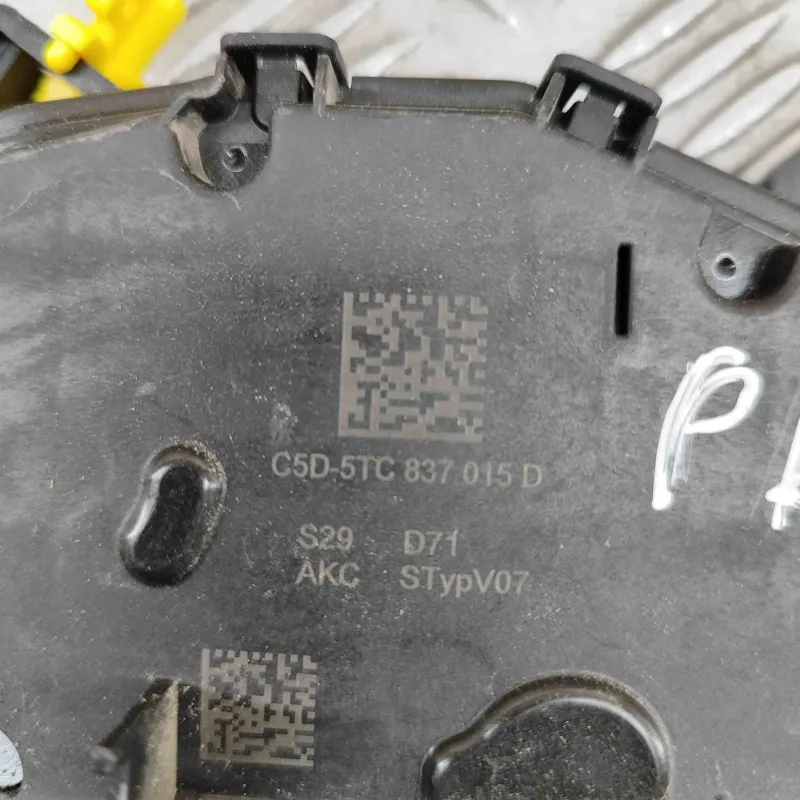 C5D-5TC 837 015 D
P
S29 D71
AKC STypV07